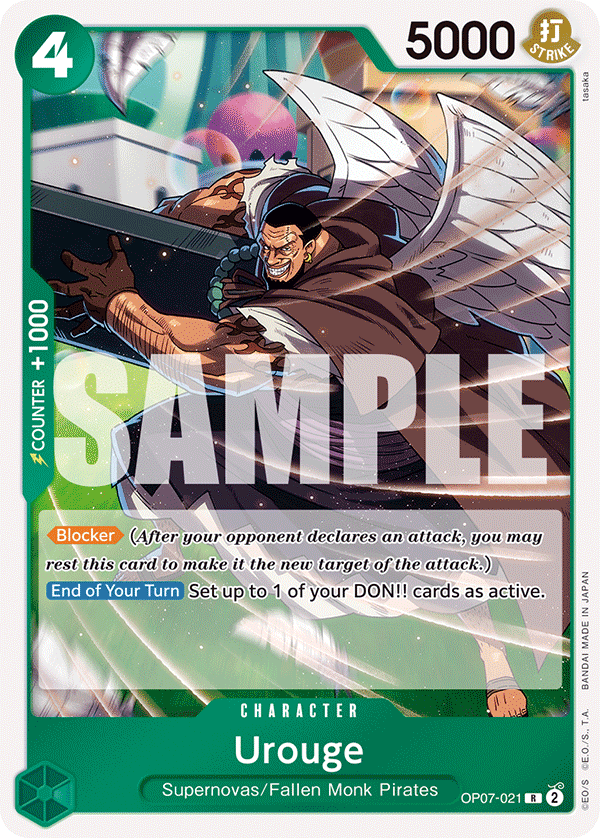 4
5000
打
STRIKE
tasaka
COUNTER +1000
SAMPLE
Blocker (After your opponent declares an attack, you may
rest this card to make it the new target of the attack.)
End of Your Turn Set up to 1 of your DON!! cards as active.
CHARACTER
Urouge
Supernovas/Fallen Monk Pirates
OP07-021 R 2
©EO/S ©E.O./S., T.A. BANDAI MADE IN JAPAN